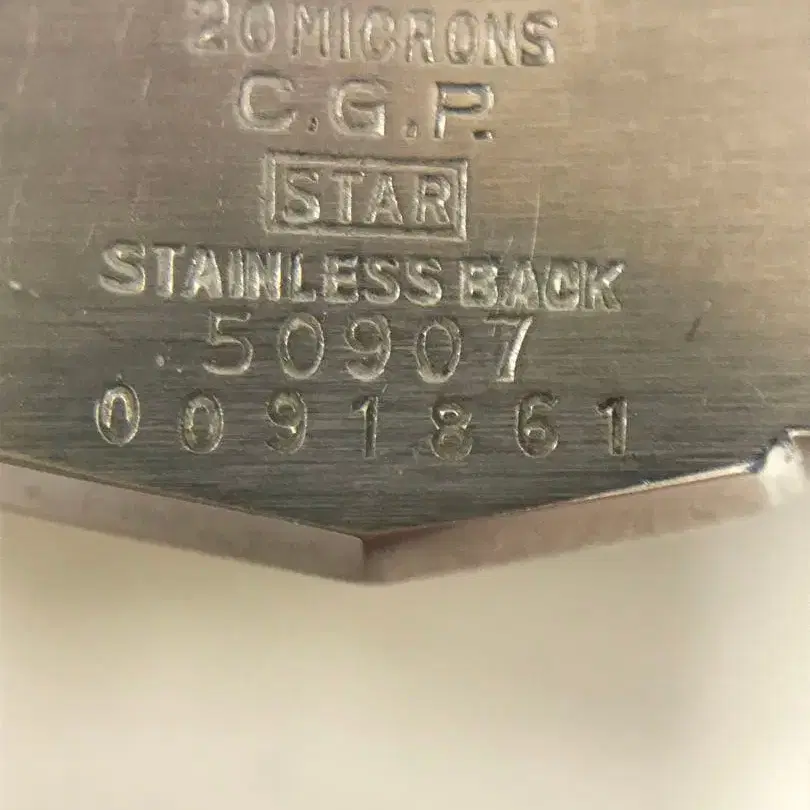 20 MICRONS
C.G.P.
STAR
STAINLESS BACK
50907
0091861